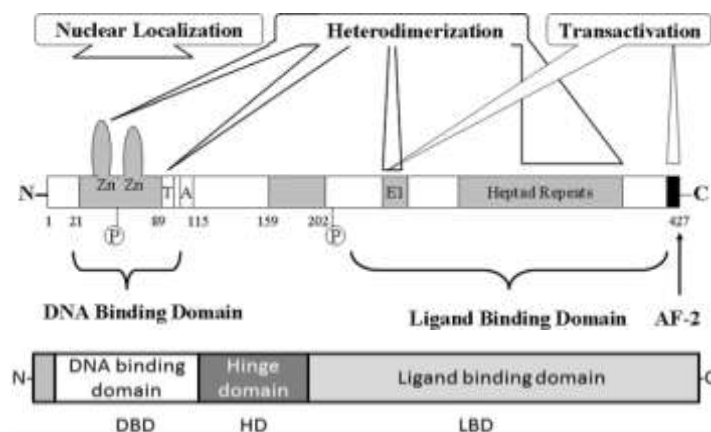 Nuclear Localization Heterodimerization Transactivation
Zn Zn
N T A E1 Heptad Repeats C
1 21 89 115 159 202 427
P P
DNA Binding Domain Ligand Binding Domain AF-2
N- DNA binding domain Hinge domain Ligand binding domain -C
DBD HD LBD